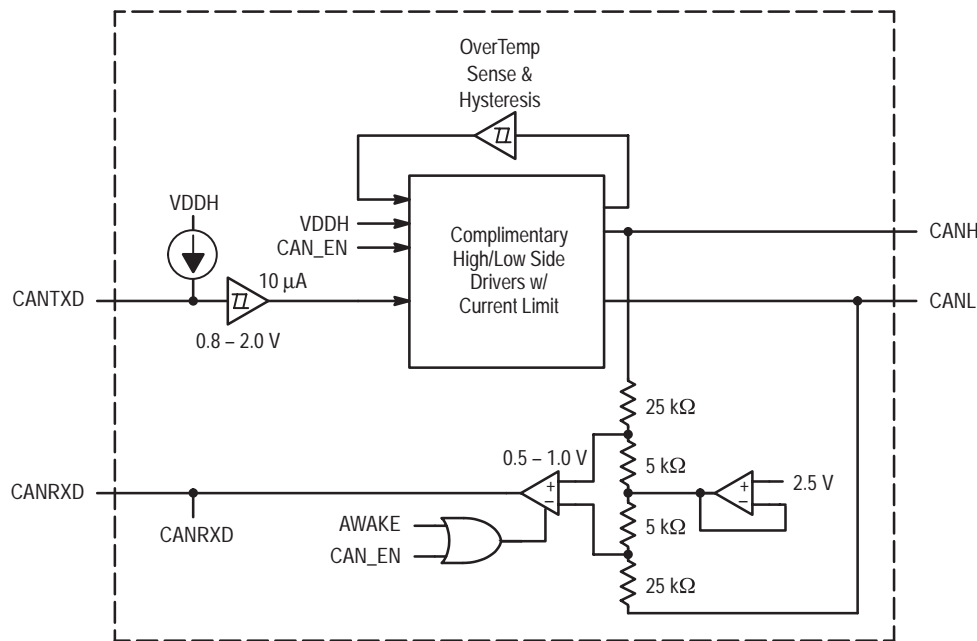 OverTemp
Sense &
Hysteresis
VDDH
VDDH
CAN_EN
Complimentary
High/Low Side
Drivers w/
Current Limit
CANH
10 µA
CANTXD
CANL
0.8 – 2.0 V
25 kΩ
0.5 – 1.0 V
5 kΩ
+
–
2.5 V
CANRXD
+
–
CANRXD
AWAKE
CAN_EN
5 kΩ
25 kΩ